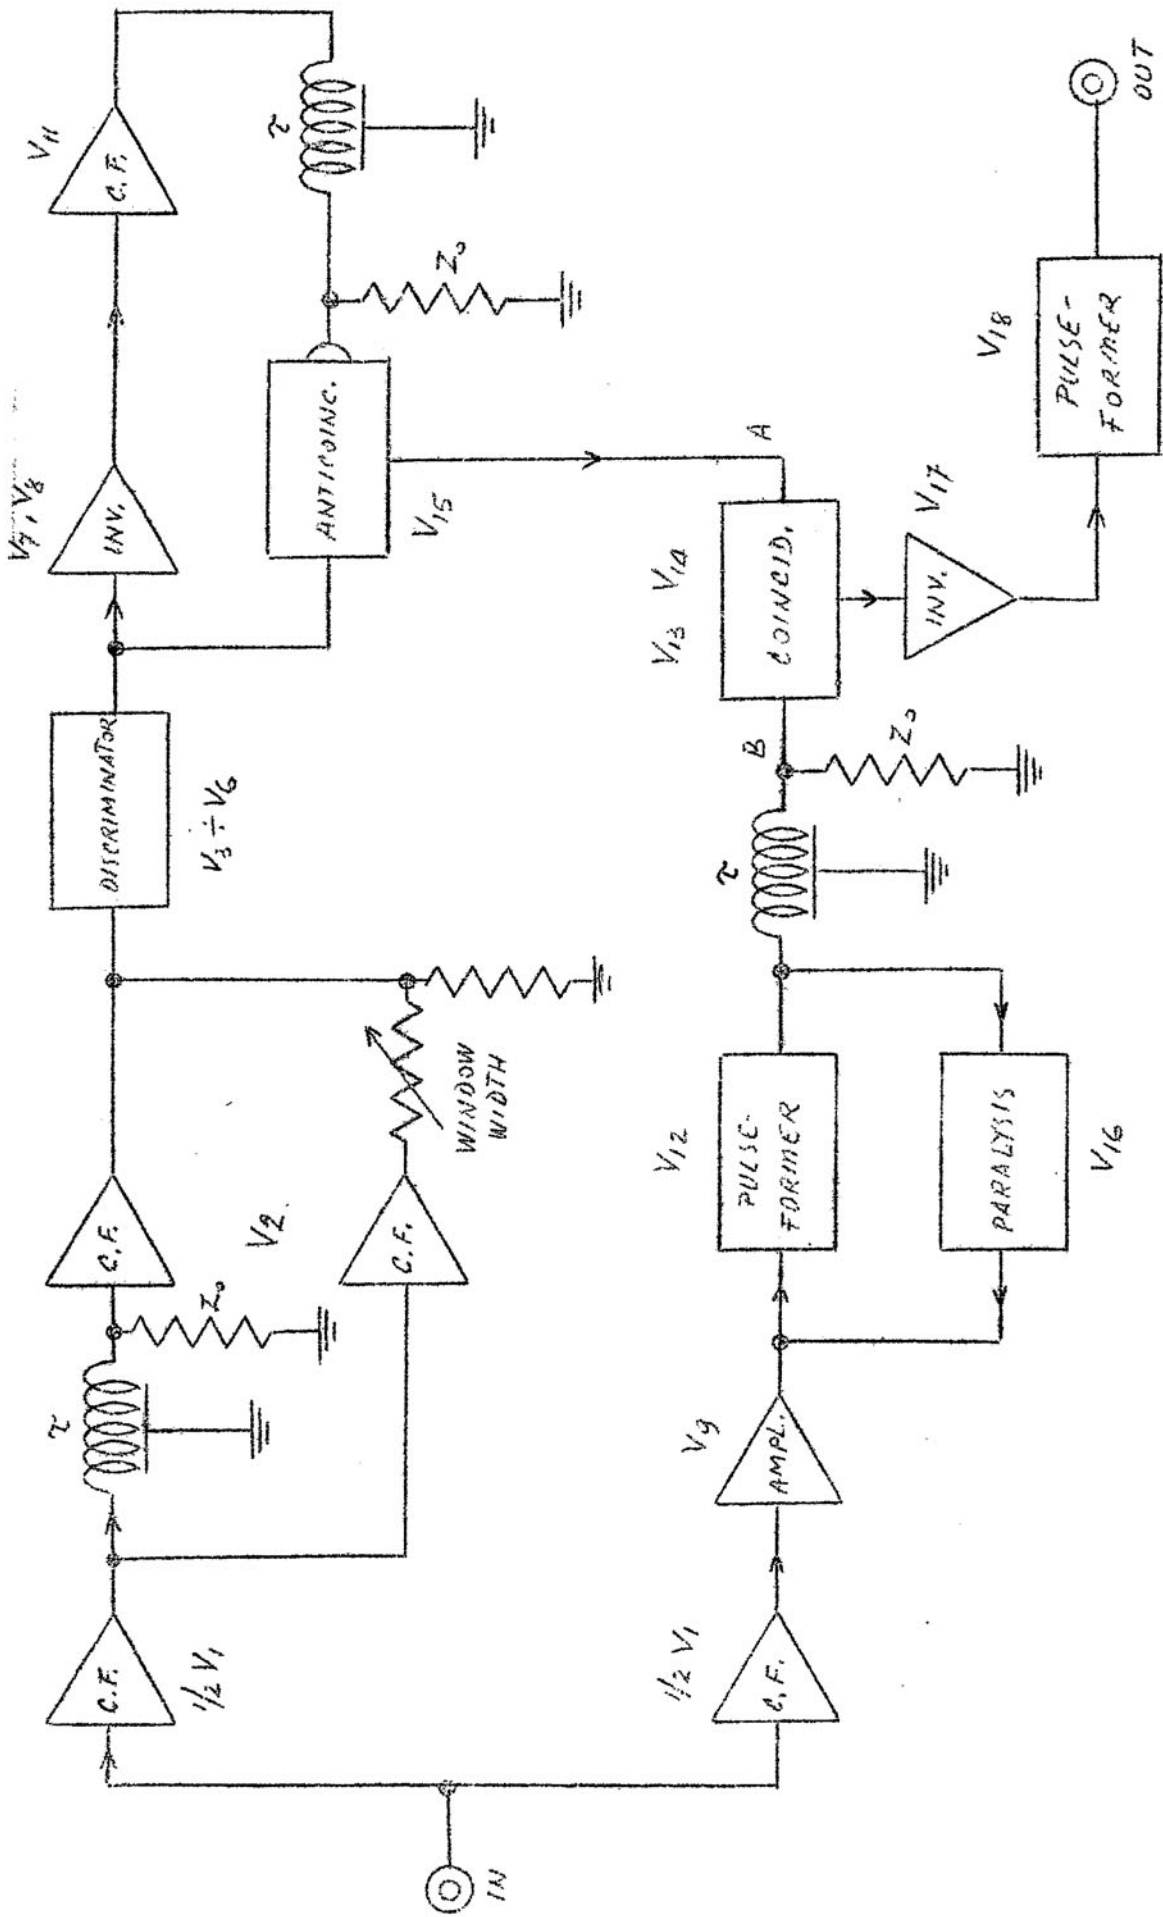 IN
C.F.
½ V₁
τ
Z₀
C.F.
V₂.
C.F.
WINDOW
WIDTH
DISCRIMINATOR
V₃ ÷ V₆
INV.
V₇, V₈
C.F.
V₁₁
τ
Z₀
ANTICOINC.
V₁₅
C.F.
½ V₁
AMPL.
V₉
PULSE-
FORMER
V₁₂
PARALYSIS
V₁₆
τ
Z₀
B
COINCID.
V₁₃ V₁₄
A
INV.
V₁₇
PULSE-
FORMER
V₁₈
OUT